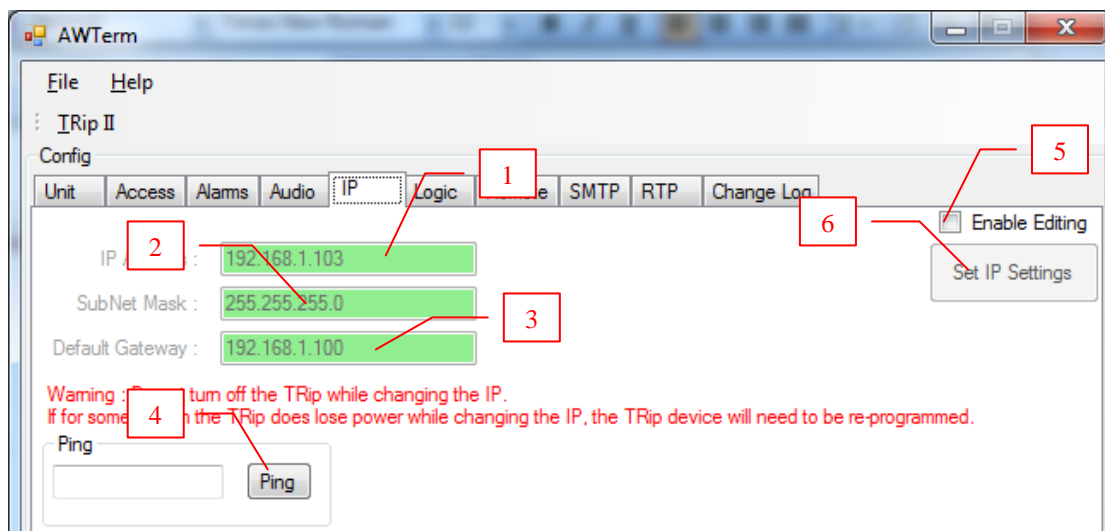 AWTerm
File Help
TRip II
Config
Unit Access Alarms Audio IP Logic SMTP RTP Change Log
1
5
Enable Editing
2
6
IP : 192.168.1.103
Set IP Settings
SubNet Mask : 255.255.255.0
3
Default Gateway : 192.168.1.100
Warning : turn off the TRip while changing the IP.
If for some the TRip does lose power while changing the IP, the TRip device will need to be re-programmed.
4
Ping
Ping